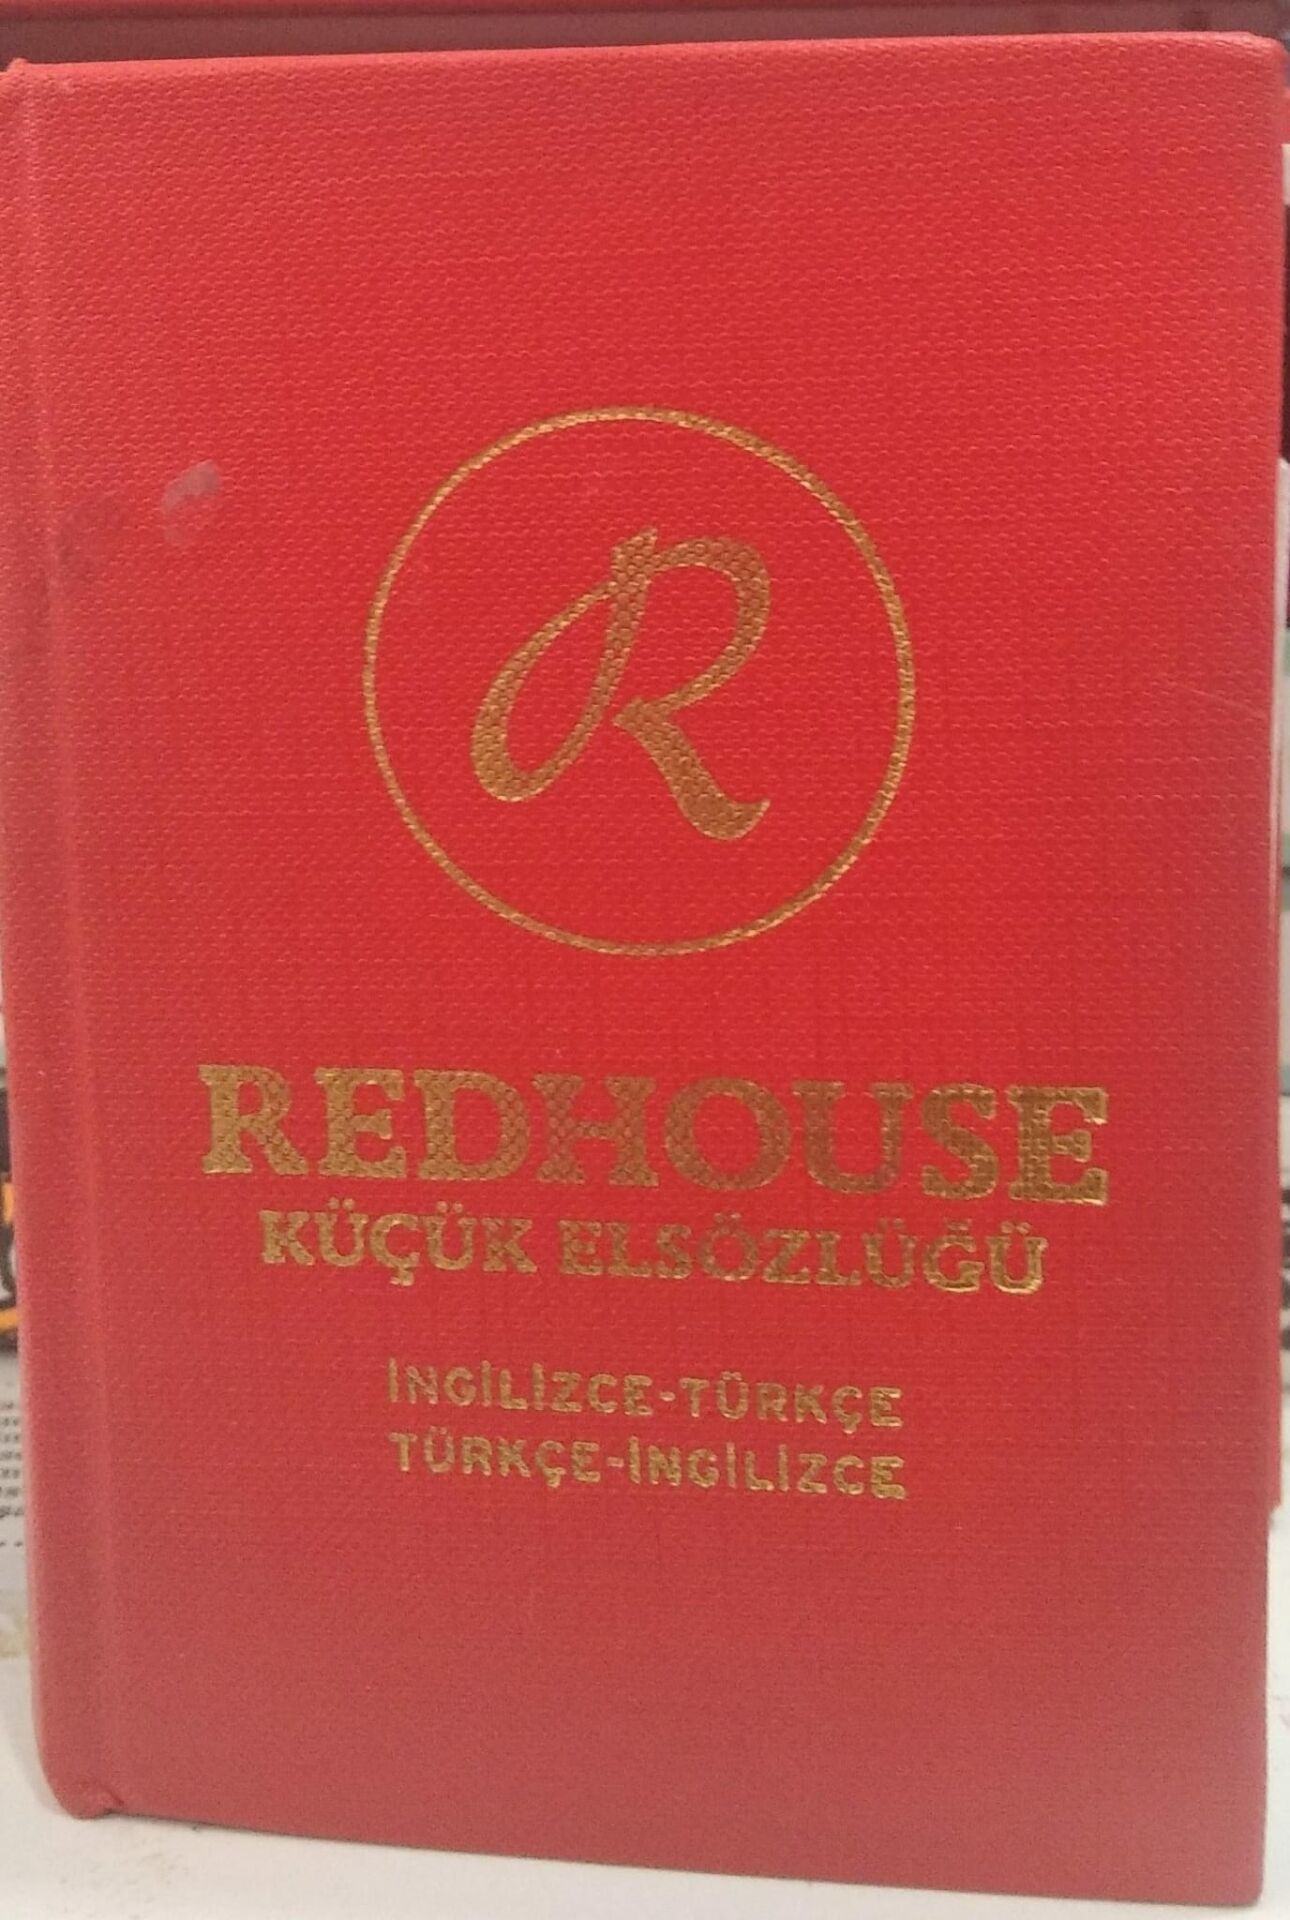 R
REDHOUSE
KÜÇÜK ELSÖZLÜĞÜ
İNGİLİZCE-TÜRKÇE
TÜRKÇE-İNGİLİZCE